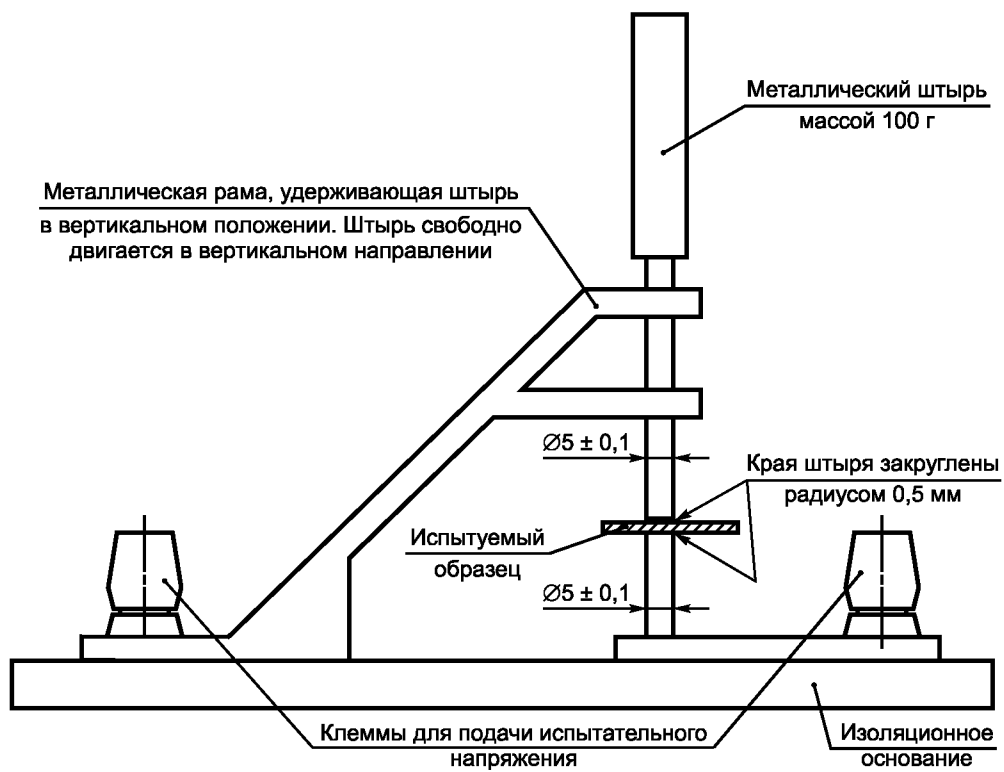 Металлический штырь
массой 100 г
Металлическая рама, удерживающая штырь
в вертикальном положении. Штырь свободно
двигается в вертикальном направлении
∅5 ± 0,1
Края штыря закруглены
радиусом 0,5 мм
Испытуемый
образец
∅5 ± 0,1
Клеммы для подачи испытательного
напряжения
Изоляционное
основание